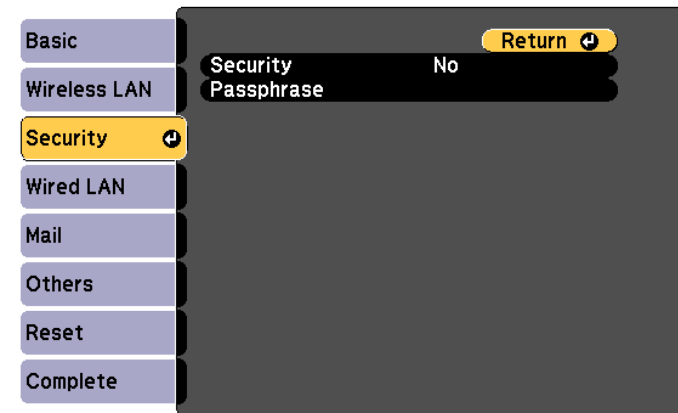 Basic
Wireless LAN
Security
Wired LAN
Mail
Others
Reset
Complete
Return
Security No
Passphrase